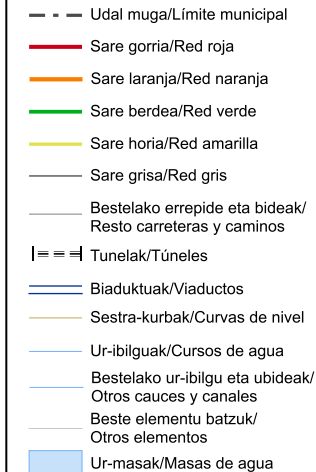 Udal muga/Límite municipal
Sare gorria/Red roja
Sare laranja/Red naranja
Sare berdea/Red verde
Sare horia/Red amarilla
Sare grisa/Red gris
Bestelako errepide eta bideak/
Resto carreteras y caminos
Tunelak/Túneles
Biaduktuak/Viaductos
Sestra-kurbak/Curvas de nivel
Ur-ibilguak/Cursos de agua
Bestelako ur-ibilgu eta ubideak/
Otros cauces y canales
Beste elementu batzuk/
Otros elementos
Ur-masak/Masas de agua